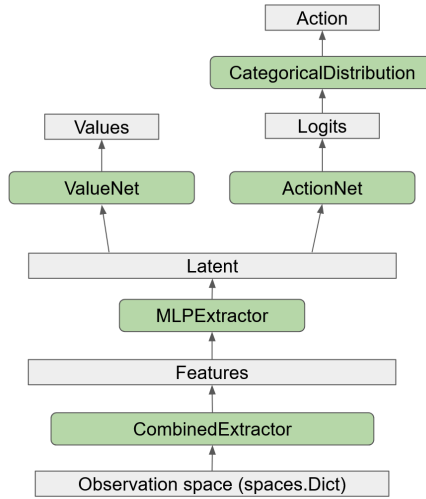 Action
CategoricalDistribution
Values
Logits
ValueNet
ActionNet
Latent
MLPExtractor
Features
CombinedExtractor
Observation space (spaces.Dict)